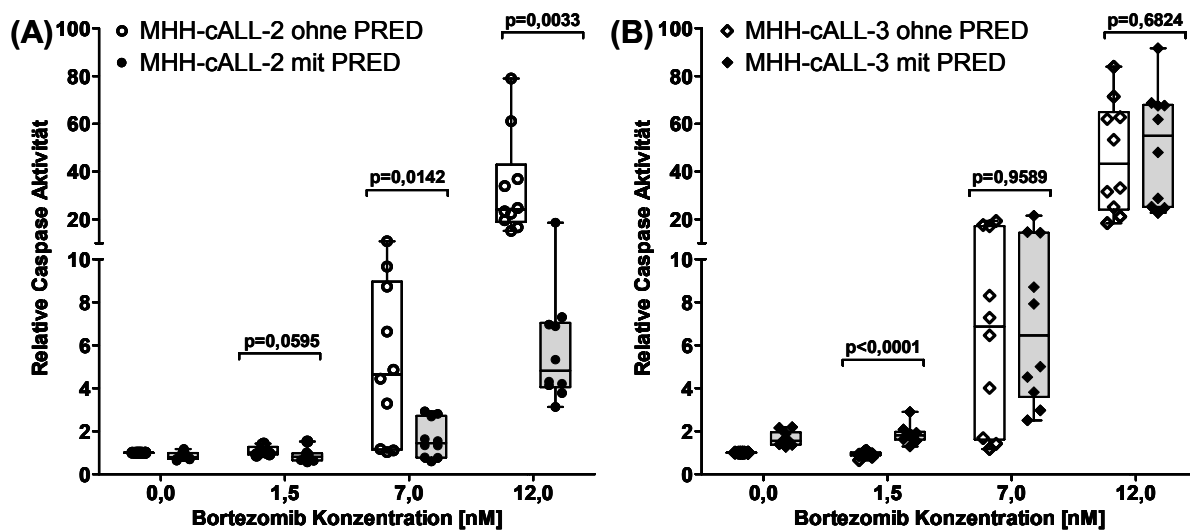 (A)
MHH-cALL-2 ohne PRED
MHH-cALL-2 mit PRED
p=0,0033
p=0,0142
p=0,0595
Relative Caspase Aktivität
100
80
60
40
20
10
8
6
4
2
0
0,0 1,5 7,0 12,0
Bortezomib Konzentration [nM]
(B)
MHH-cALL-3 ohne PRED
MHH-cALL-3 mit PRED
p=0,6824
p=0,9589
p<0,0001
Relative Caspase Aktivität
100
80
60
40
20
10
8
6
4
2
0
0,0 1,5 7,0 12,0
Bortezomib Konzentration [nM]